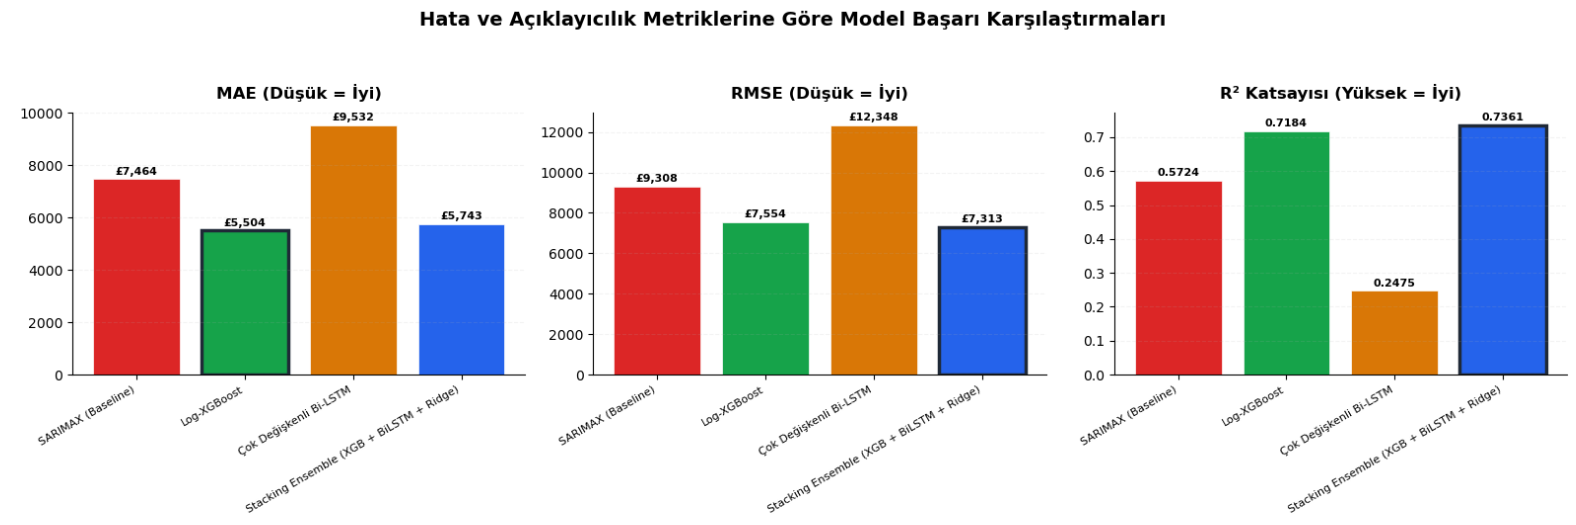 Hata ve Açıklayıcılık Metriklerine Göre Model Başarı Karşılaştırmaları
MAE (Düşük = İyi)
10000
8000
6000
4000
2000
0
£7,464
£5,504
£9,532
£5,743
SARIMAX (Baseline)
Log-XGBoost
Çok Değişkenli Bi-LSTM
Stacking Ensemble (XGB + BiLSTM + Ridge)
RMSE (Düşük = İyi)
12000
10000
8000
6000
4000
2000
0
£9,308
£7,554
£12,348
£7,313
SARIMAX (Baseline)
Log-XGBoost
Çok Değişkenli Bi-LSTM
Stacking Ensemble (XGB + BiLSTM + Ridge)
R² Katsayısı (Yüksek = İyi)
0.7
0.6
0.5
0.4
0.3
0.2
0.1
0.0
0.5724
0.7184
0.2475
0.7361
SARIMAX (Baseline)
Log-XGBoost
Çok Değişkenli Bi-LSTM
Stacking Ensemble (XGB + BiLSTM + Ridge)